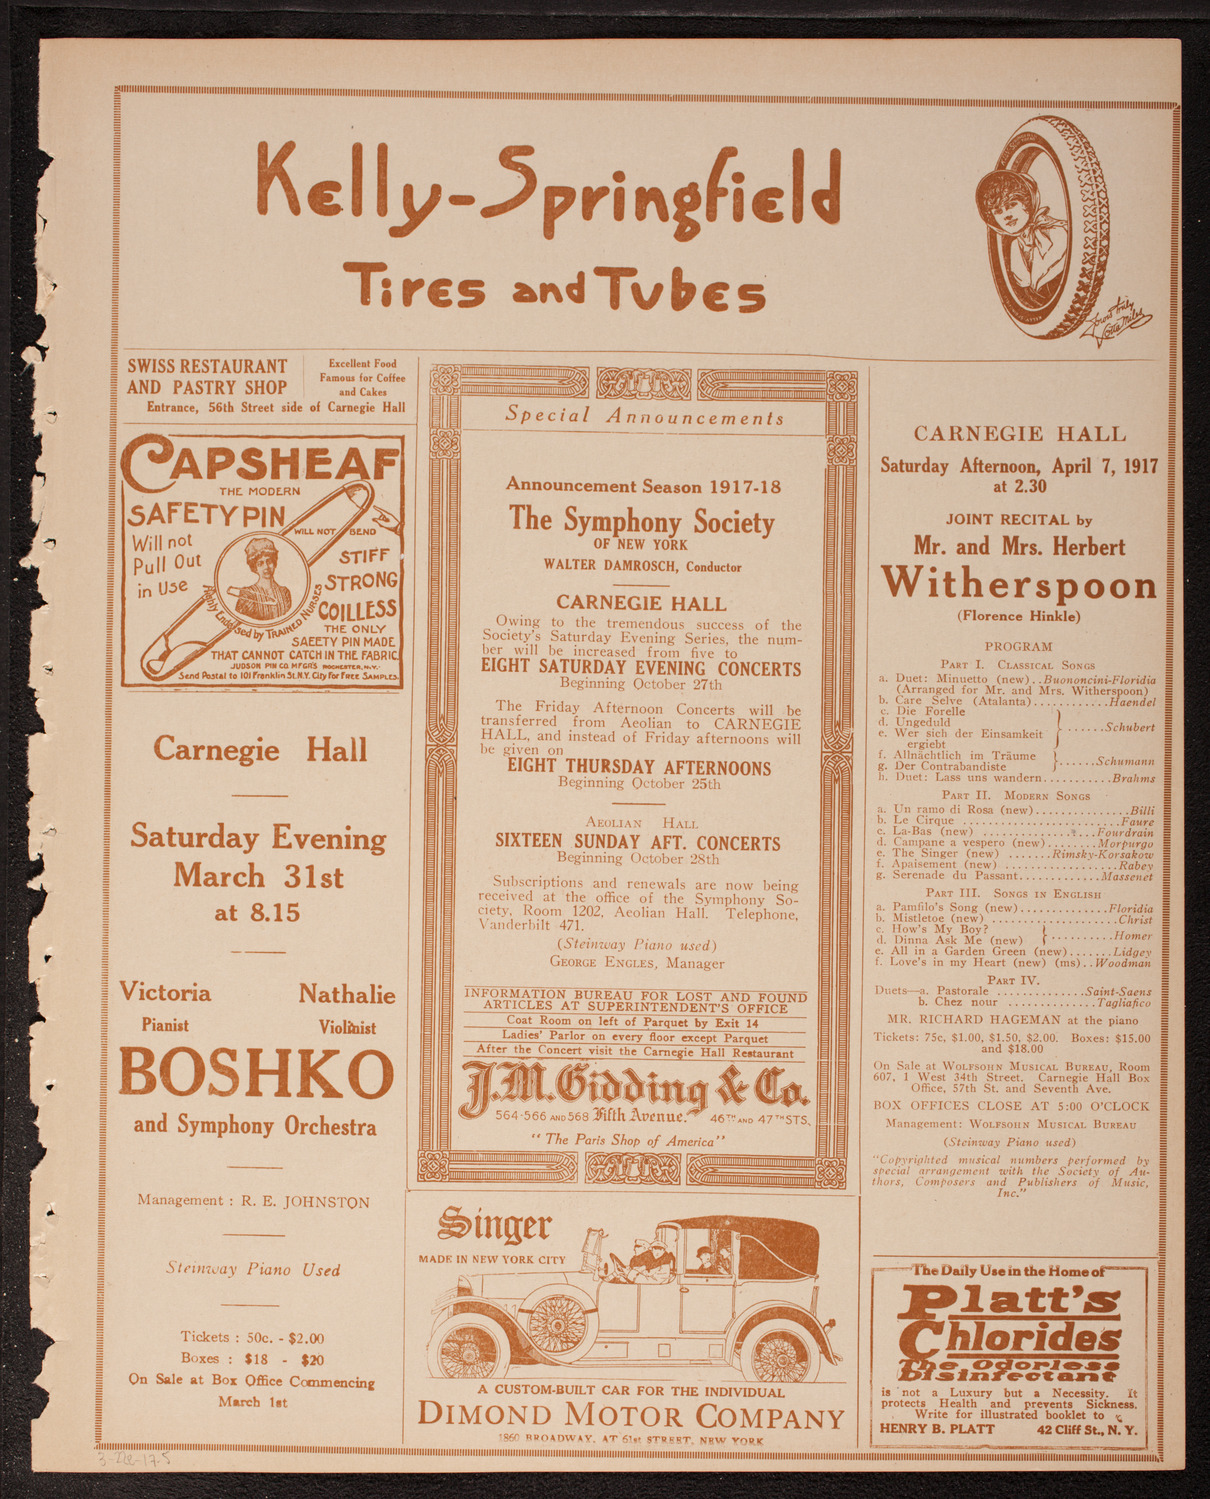 Kelly-Springfield
Tires and Tubes
Yours truly
Lotta Miles
SWISS RESTAURANT
AND PASTRY SHOP
Excellent Food
Famous for Coffee
and Cakes
Entrance, 56th Street side of Carnegie Hall
CAPSHEAF
THE MODERN
SAFETY PIN
WILL NOT BEND
Will not
Pull Out
in Use
STIFF
STRONG
COILLESS
Endorsed by TRAINED NURSES
THE ONLY
SAFETY PIN MADE
THAT CANNOT CATCH IN THE FABRIC.
JUDSON PIN CO. MFGRS ROCHESTER, N.Y.
Send Postal to 101 Franklin St. N.Y. City for FREE SAMPLES.
Carnegie Hall
Saturday Evening
March 31st
at 8.15
Victoria Nathalie
Pianist Violinist
BOSHKO
and Symphony Orchestra
Management : R. E. JOHNSTON
Steinway Piano Used
Tickets : 50c. - $2.00
Boxes : $18 - $20
On Sale at Box Office Commencing
March 1st
Special Announcements
Announcement Season 1917-18
The Symphony Society
OF NEW YORK
WALTER DAMROSCH, Conductor
CARNEGIE HALL
Owing to the tremendous success of the
Society's Saturday Evening Series, the num-
ber will be increased from five to
EIGHT SATURDAY EVENING CONCERTS
Beginning October 27th
The Friday Afternoon Concerts will be
transferred from Aeolian to CARNEGIE
HALL, and instead of Friday afternoons will
be given on
EIGHT THURSDAY AFTERNOONS
Beginning October 25th
AEOLIAN HALL
SIXTEEN SUNDAY AFT. CONCERTS
Beginning October 28th
Subscriptions and renewals are now being
received at the office of the Symphony So-
ciety, Room 1202, Aeolian Hall. Telephone,
Vanderbilt 471.
(Steinway Piano used)
GEORGE ENGLES, Manager
INFORMATION BUREAU FOR LOST AND FOUND
ARTICLES AT SUPERINTENDENT'S OFFICE
Coat Room on left of Parquet by Exit 14
Ladies' Parlor on every floor except Parquet
After the Concert visit the Carnegie Hall Restaurant
J.M. Gidding & Co.
564-566 AND 568 Fifth Avenue. 46TH AND 47TH STS.
"The Paris Shop of America"
Singer
MADE IN NEW YORK CITY
A CUSTOM-BUILT CAR FOR THE INDIVIDUAL
DIMOND MOTOR COMPANY
1860 BROADWAY, AT 61st STREET, NEW YORK
CARNEGIE HALL
Saturday Afternoon, April 7, 1917
at 2.30
JOINT RECITAL by
Mr. and Mrs. Herbert
Witherspoon
(Florence Hinkle)
PROGRAM
PART I. CLASSICAL SONGS
a. Duet: Minuetto (new)..Buononcini-Floridia
(Arranged for Mr. and Mrs. Witherspoon)
b. Care Selve (Atalanta)............Haendel
c. Die Forelle
d. Ungeduld
e. Wer sich der Einsamkeit
ergiebt
.......Schubert
f. Allnächtlich im Träume
g. Der Contrabandiste
......Schumann
h. Duet: Lass uns wandern...........Brahms
PART II. MODERN SONGS
a. Un ramo di Rosa (new)..............Billi
b. Le Cirque .........................Faure
c. La-Bas (new) ..................Fourdrain
d. Campane a vespero (new)........Morpurgo
e. The Singer (new) .......Rimsky-Korsakow
f. Apaisement (new) .................Rabey
g. Serenade du Passant.............Massenet
PART III. SONGS IN ENGLISH
a. Pamfilo's Song (new)..............Floridia
b. Mistletoe (new) ....................Christ
c. How's My Boy?
d. Dinna Ask Me (new)
..........Homer
e. All in a Garden Green (new).......Lidgey
f. Love's in my Heart (new) (ms)..Woodman
PART IV.
Duets—a. Pastorale ..............Saint-Saens
b. Chez nour ..............Tagliafico
MR. RICHARD HAGEMAN at the piano
Tickets: 75c, $1.00, $1.50, $2.00. Boxes: $15.00
and $18.00
On Sale at WOLFSOHN MUSICAL BUREAU, Room
607, 1 West 34th Street. Carnegie Hall Box
Office, 57th St. and Seventh Ave.
BOX OFFICES CLOSE AT 5:00 O'CLOCK
Management: WOLFSOHN MUSICAL BUREAU
(Steinway Piano used)
"Copyrighted musical numbers performed by
special arrangement with the Society of Au-
thors, Composers and Publishers of Music,
Inc."
The Daily Use in the Home of
Platt's
Chlorides
The Odorless
Disinfectant
is not a Luxury but a Necessity. It
protects Health and prevents Sickness.
Write for illustrated booklet to
HENRY B. PLATT 42 Cliff St., N. Y.
3-28-17.5